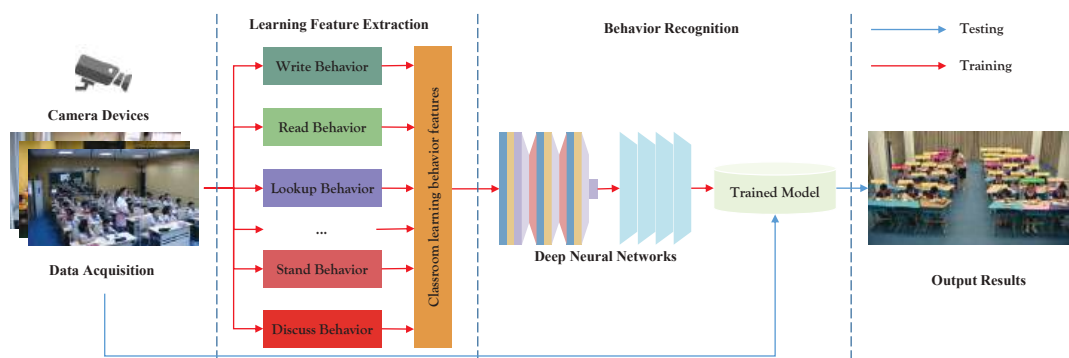 Learning Feature Extraction
Behavior Recognition
Testing
Training
Camera Devices
Data Acquisition
Write Behavior
Read Behavior
Lookup Behavior
...
Stand Behavior
Discuss Behavior
Classroom learning behavior features
Deep Neural Networks
Trained Model
Output Results